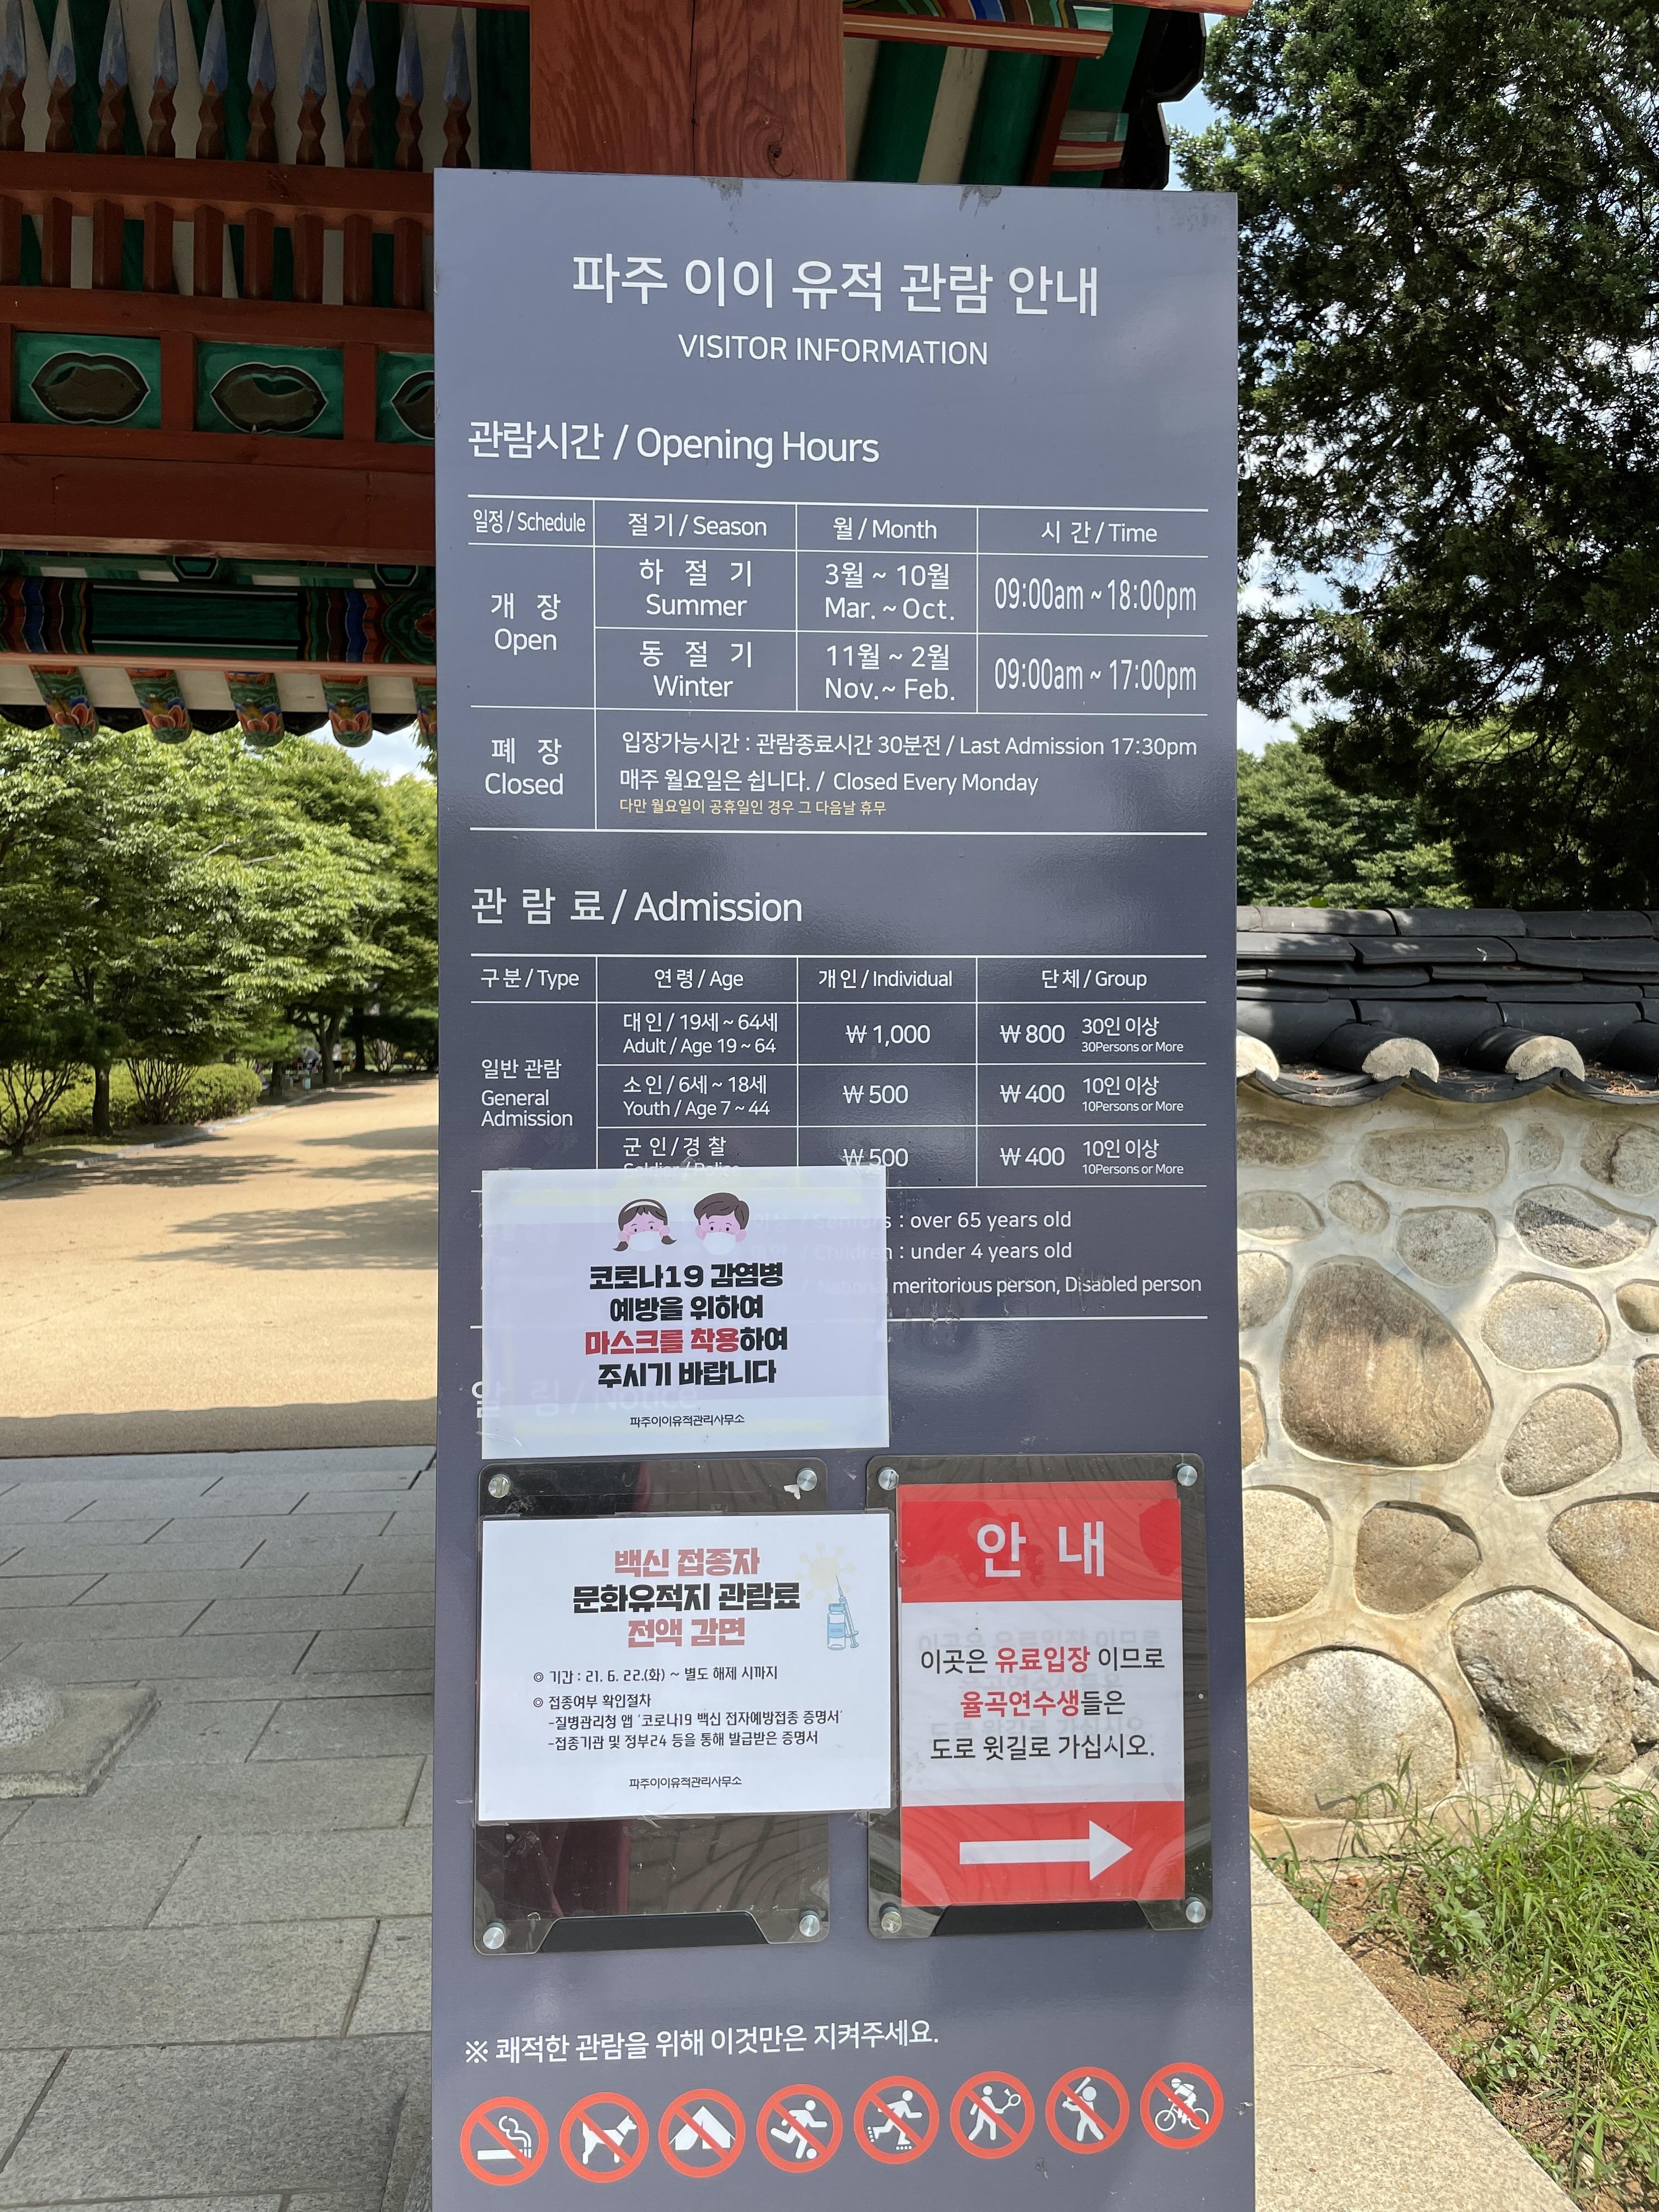 파주 이이 유적 관람 안내
VISITOR INFORMATION
관람시간 / Opening Hours
일정 / Schedule
절기 / Season
월 / Month
시 간 / Time
개 장
Open
하 절 기
Summer
3월 ~ 10월
Mar. ~ Oct.
09:00am ~ 18:00pm
동 절 기
Winter
11월 ~ 2월
Nov. ~ Feb.
09:00am ~ 17:00pm
폐 장
Closed
입장가능시간 : 관람종료시간 30분전 / Last Admission 17:30pm
매주 월요일은 쉽니다. / Closed Every Monday
다만 월요일이 공휴일인 경우 그 다음날 휴무
관 람 료 / Admission
구 분 / Type
연 령 / Age
개 인 / Individual
단 체 / Group
일반 관람
General
Admission
대 인 / 19세 ~ 64세
Adult / Age 19 ~ 64
₩ 1,000
₩ 800
30인 이상
30Persons or More
소 인 / 6세 ~ 18세
Youth / Age 7 ~ 44
₩ 500
₩ 400
10인 이상
10Persons or More
군 인 / 경 찰
Soldier / Police
₩ 500
₩ 400
10인 이상
10Persons or More
/ Seniors : over 65 years old
/ Children : under 4 years old
/ National meritorious person, Disabled person
코로나19 감염병
예방을 위하여
마스크를 착용하여
주시기 바랍니다
파주이이유적관리사무소
알 림 / Notice
백신 접종자
문화유적지 관람료
전액 감면
◎ 기간 : 21. 6. 22.(화) ~ 별도 해제 시까지
◎ 접종여부 확인절차
-질병관리청 앱 '코로나19 백신 전자예방접종 증명서'
-접종기관 및 정부24 등을 통해 발급받은 증명서
파주이이유적관리사무소
안 내
이곳은 유료입장 이므로
율곡연수생들은
도로 윗길로 가십시오.
※ 쾌적한 관람을 위해 이것만은 지켜주세요.